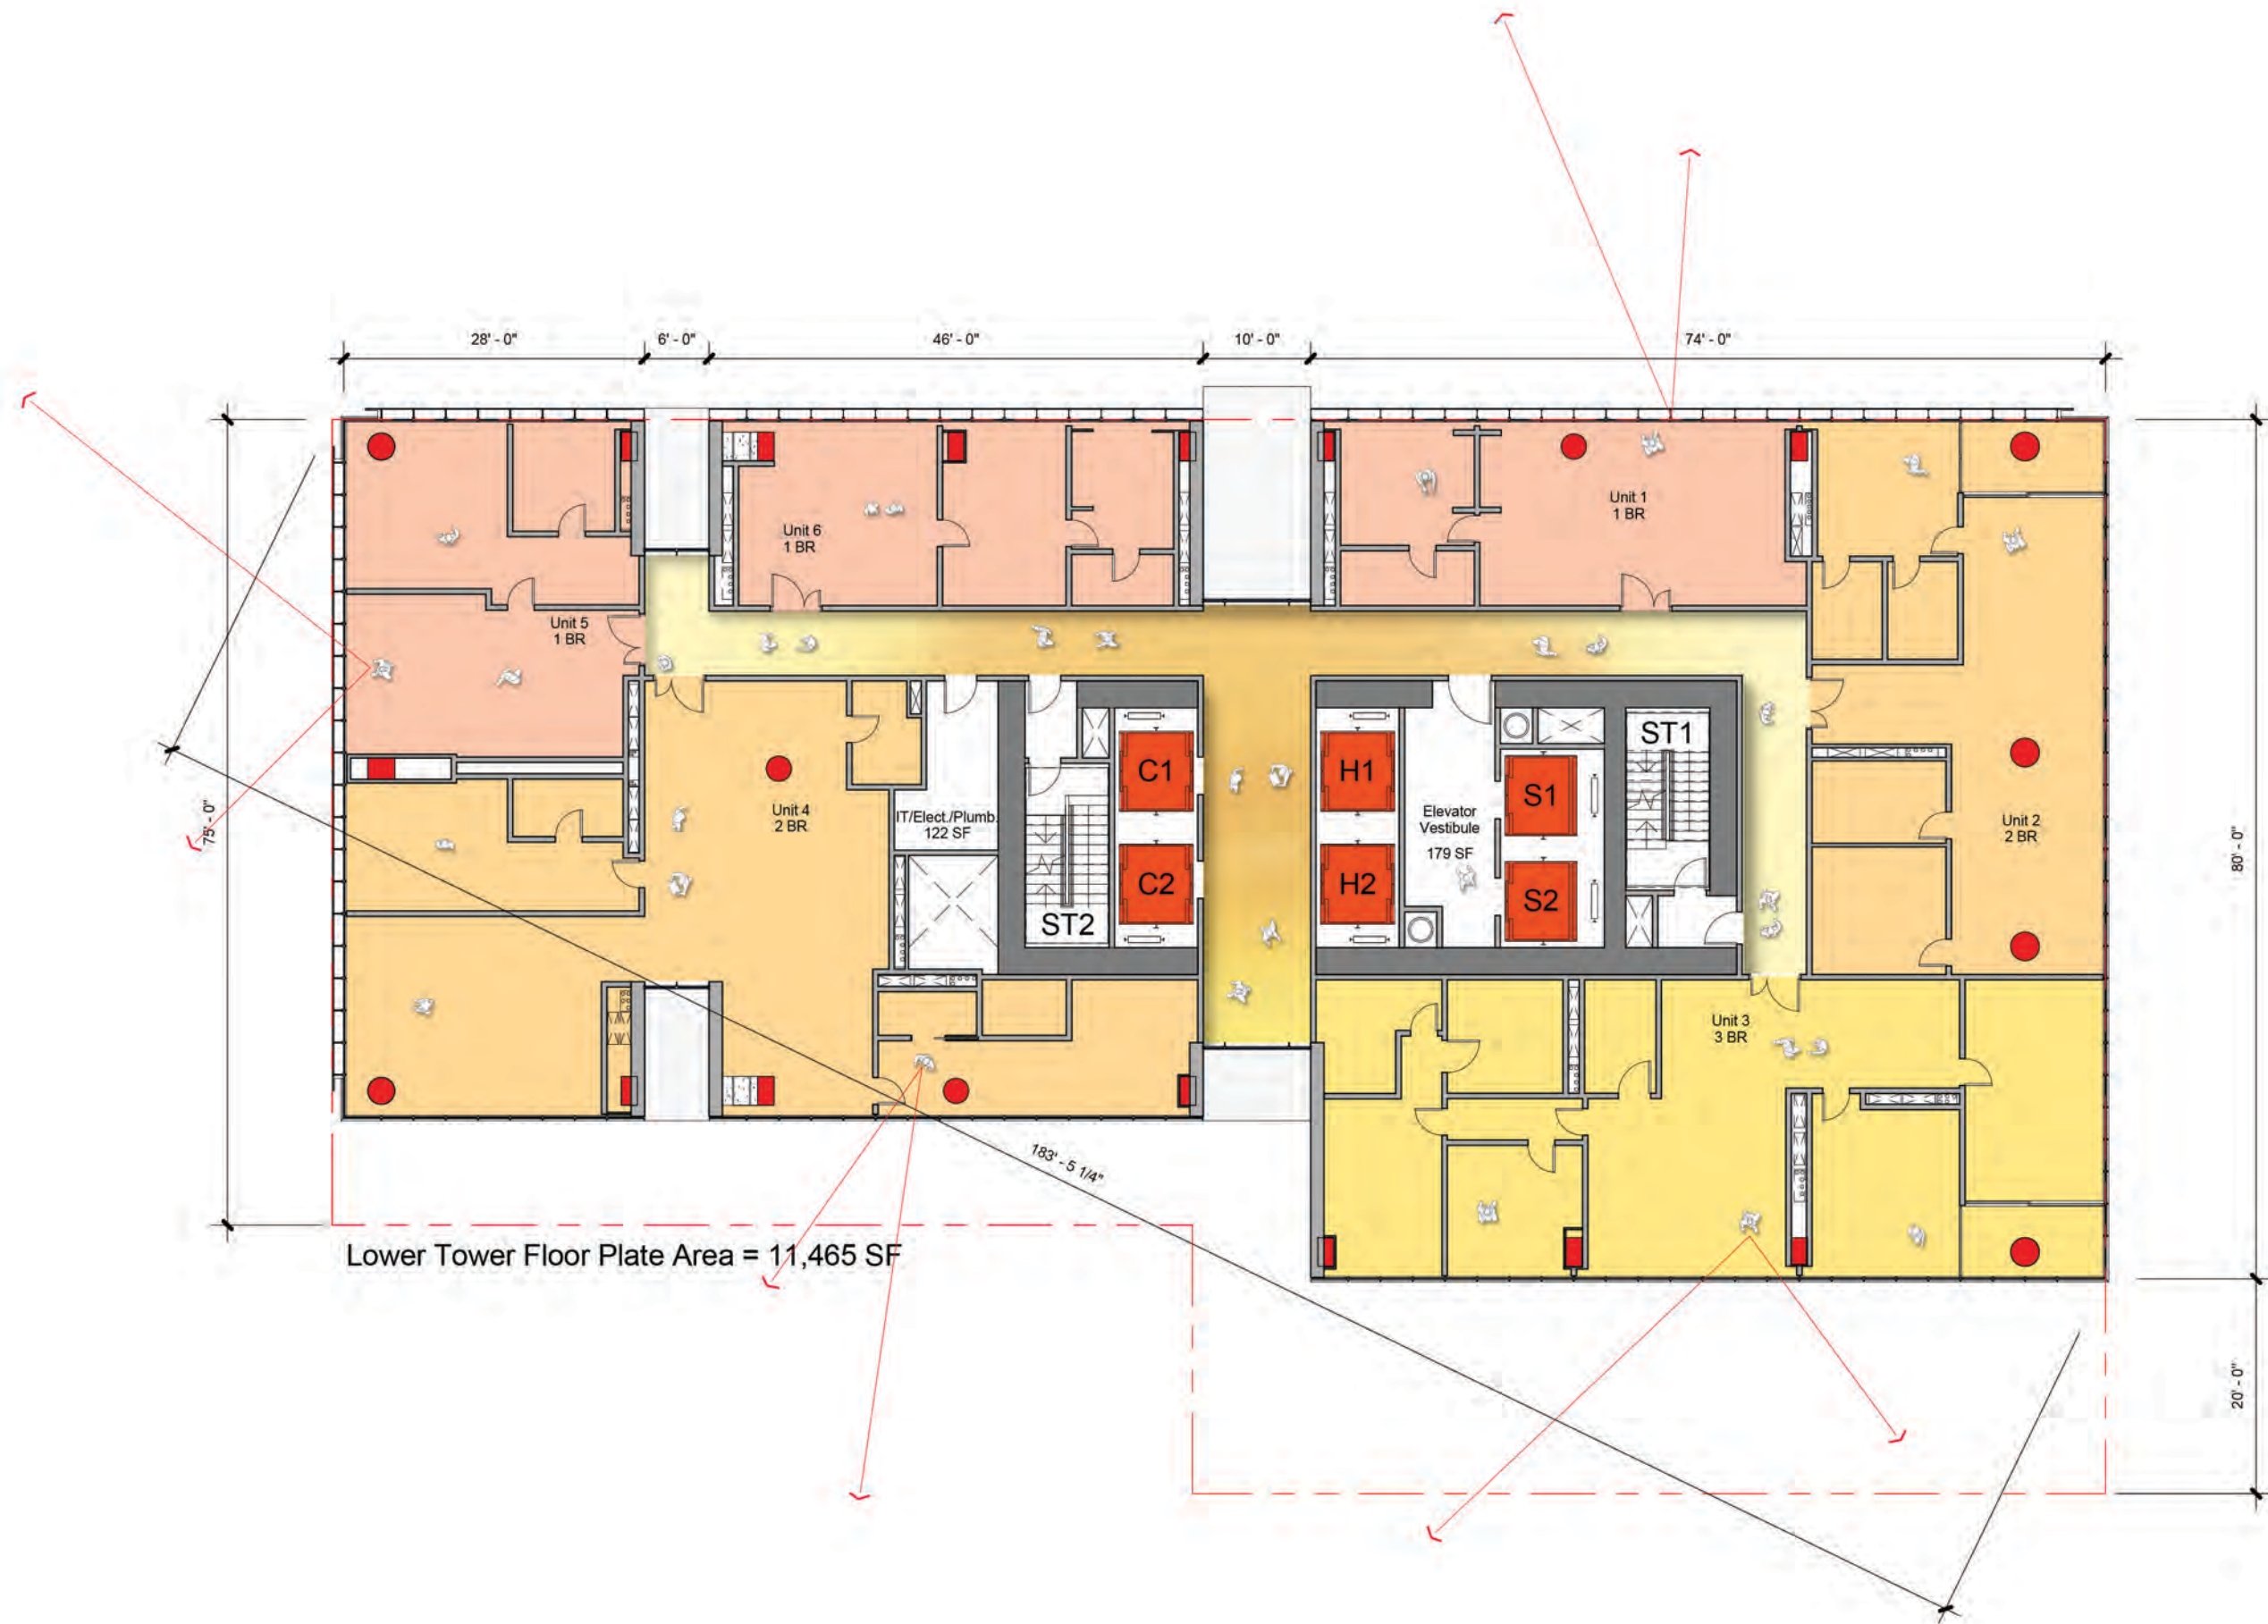 28' - 0"
6' - 0"
46' - 0"
10' - 0"
74' - 0"
Unit 1
1 BR
Unit 6
1 BR
Unit 5
1 BR
ST1
C1
H1
S1
Unit 4
2 BR
IT/Elect./Plumb.
122 SF
Elevator
Vestibule
179 SF
Unit 2
2 BR
75' - 0"
80' - 0"
C2
H2
S2
ST2
Unit 3
3 BR
183' - 5 1/4"
Lower Tower Floor Plate Area = 11,465 SF
20' - 0"